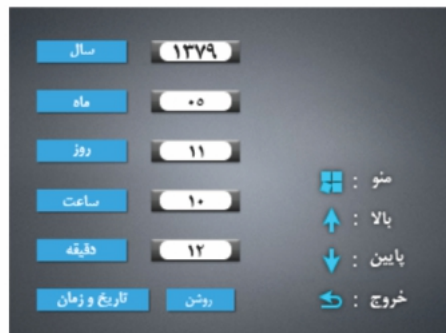 سال ۱۳۷۹
ماه ۰۵
روز ۱۱
ساعت ۱۰
دقیقه ۱۲
تاریخ و زمان روشن
منو :
بالا :
پایین :
خروج :